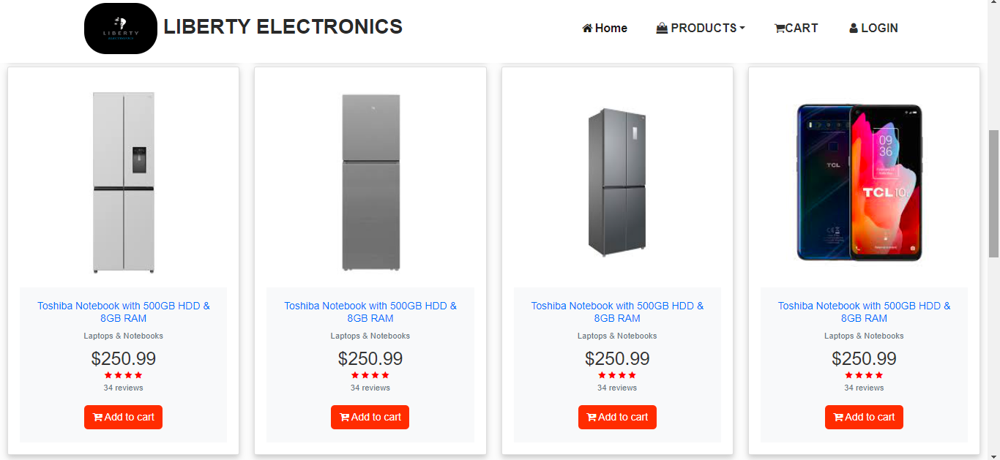 LIBERTY
LIBERTY ELECTRONICS
Home
PRODUCTS
CART
LOGIN
TCL
09
36
TCL 10
Toshiba Notebook with 500GB HDD &
8GB RAM
Laptops & Notebooks
$250.99
34 reviews
Add to cart
Toshiba Notebook with 500GB HDD &
8GB RAM
Laptops & Notebooks
$250.99
34 reviews
Add to cart
Toshiba Notebook with 500GB HDD &
8GB RAM
Laptops & Notebooks
$250.99
34 reviews
Add to cart
Toshiba Notebook with 500GB HDD &
8GB RAM
Laptops & Notebooks
$250.99
34 reviews
Add to cart